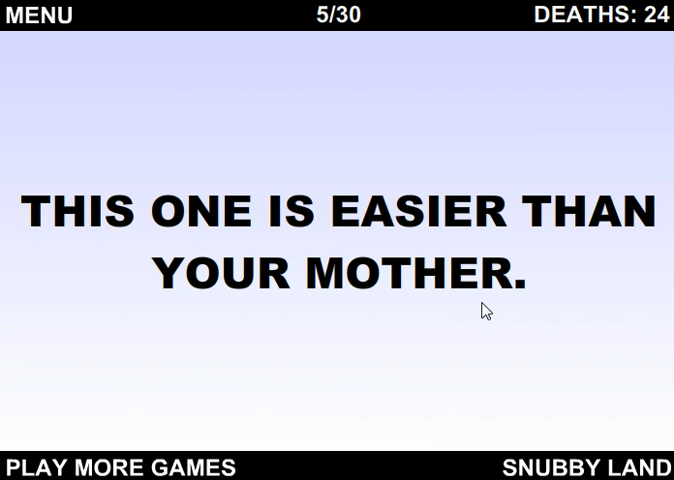 MENU 5/30 DEATHS: 24
THIS ONE IS EASIER THAN
YOUR MOTHER.
PLAY MORE GAMES SNUBBY LAND